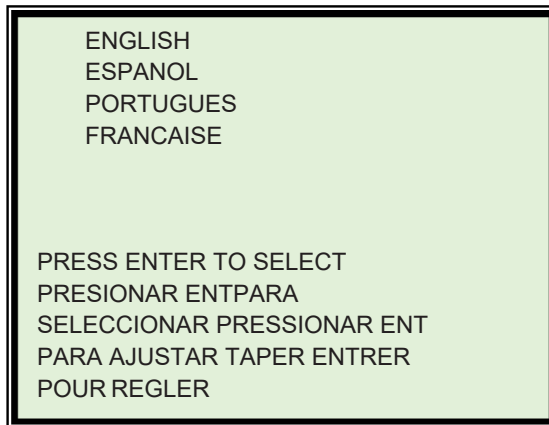 ENGLISH
ESPANOL
PORTUGUES
FRANCAISE
PRESS ENTER TO SELECT
PRESIONAR ENTPARA
SELECCIONAR PRESSIONAR ENT
PARA AJUSTAR TAPER ENTRER
POUR REGLER